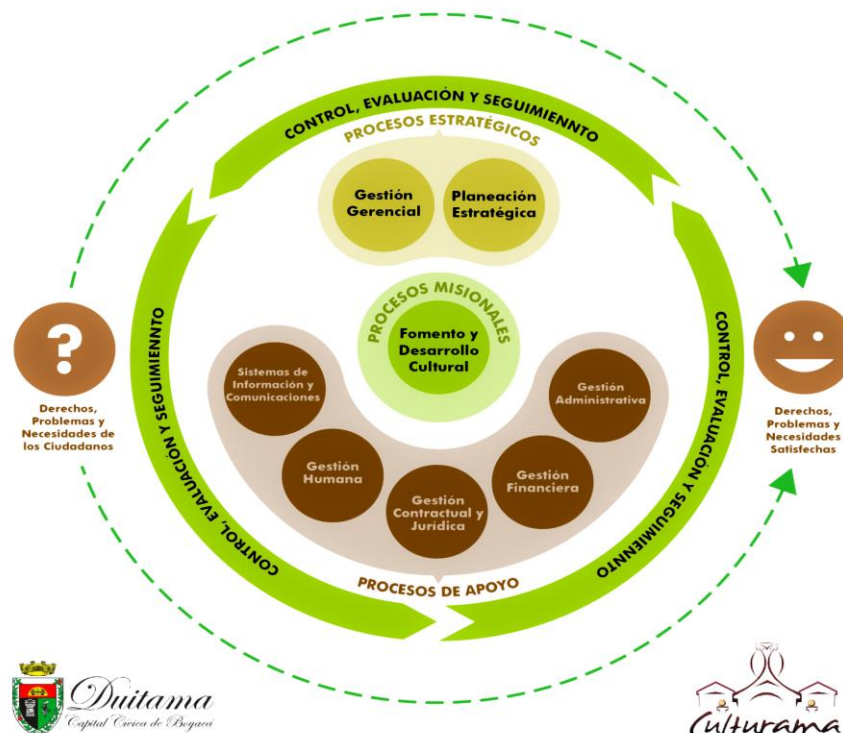 CONTROL, EVALUACIÓN Y SEGUIMIENNTO
PROCESOS ESTRATÉGICOS
Gestión
Gerencial
Planeación
Estratégica
PROCESOS MISIONALES
Fomento y
Desarrollo
Cultural
CONTROL, EVALUACIÓN Y SEGUIMIENNTO
CONTROL, EVALUACIÓN Y SEGUIMIENNTO
?
Derechos,
Problemas y
Necesidades de
los Ciudadanos
Derechos,
Problemas y
Necesidades
Satisfechas
Sistemas de
Información y
Comunicaciones
Gestión
Humana
Gestión
Contractual y
Jurídica
Gestión
Financiera
Gestión
Administrativa
PROCESOS DE APOYO
Duitama
Capital Cívica de Boyacá
Culturama